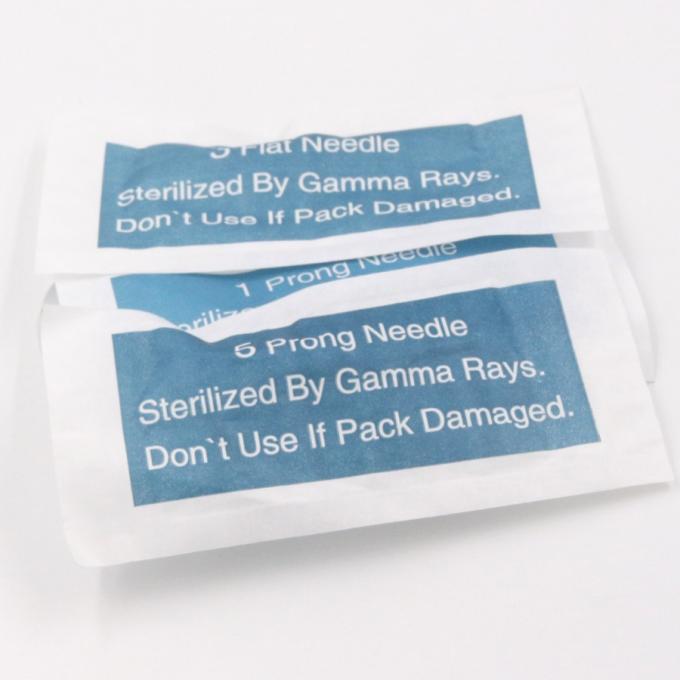 3 Flat Needle
Sterilized By Gamma Rays.
Don`t Use If Pack Damaged.
1 Prong Needle
5 Prong Needle
Sterilized By Gamma Rays.
Don`t Use If Pack Damaged.